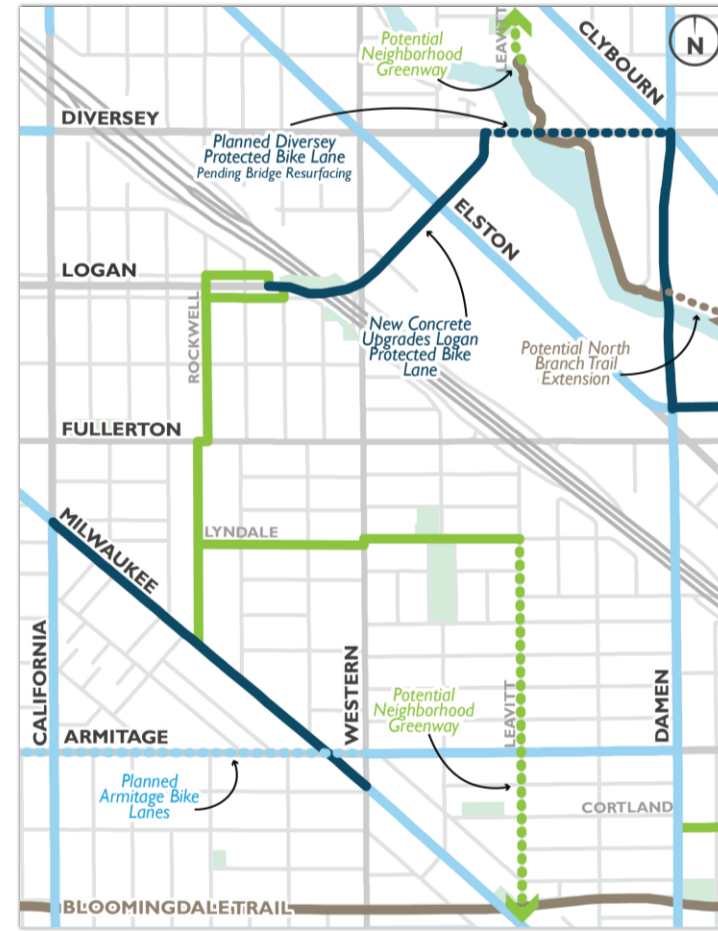 Potential
Neighborhood
Greenway
LEAVITT
CLYBOURN
N
DIVERSEY
Planned Diversey
Protected Bike Lane
Pending Bridge Resurfacing
ELSTON
LOGAN
ROCKWELL
New Concrete
Upgrades Logan
Protected Bike
Lane
Potential North
Branch Trail
Extension
FULLERTON
LYNDALE
MILWAUKEE
CALIFORNIA
WESTERN
Potential
Neighborhood
Greenway
LEAVITT
DAMEN
ARMITAGE
Planned
Armitage Bike
Lanes
CORTLAND
BLOOMINGDALE TRAIL